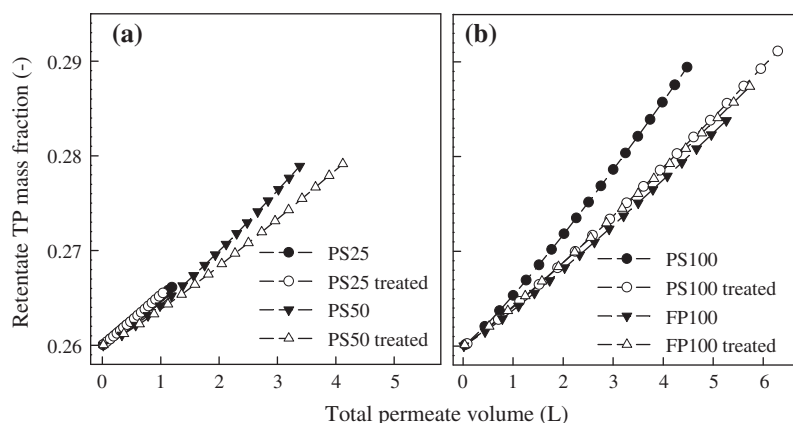 (a)
(b)
Retentate TP mass fraction (-)
0.29
0.28
0.27
0.26
PS25
PS25 treated
PS50
PS50 treated
PS100
PS100 treated
FP100
FP100 treated
0 1 2 3 4 5
0 1 2 3 4 5 6
Total permeate volume (L)